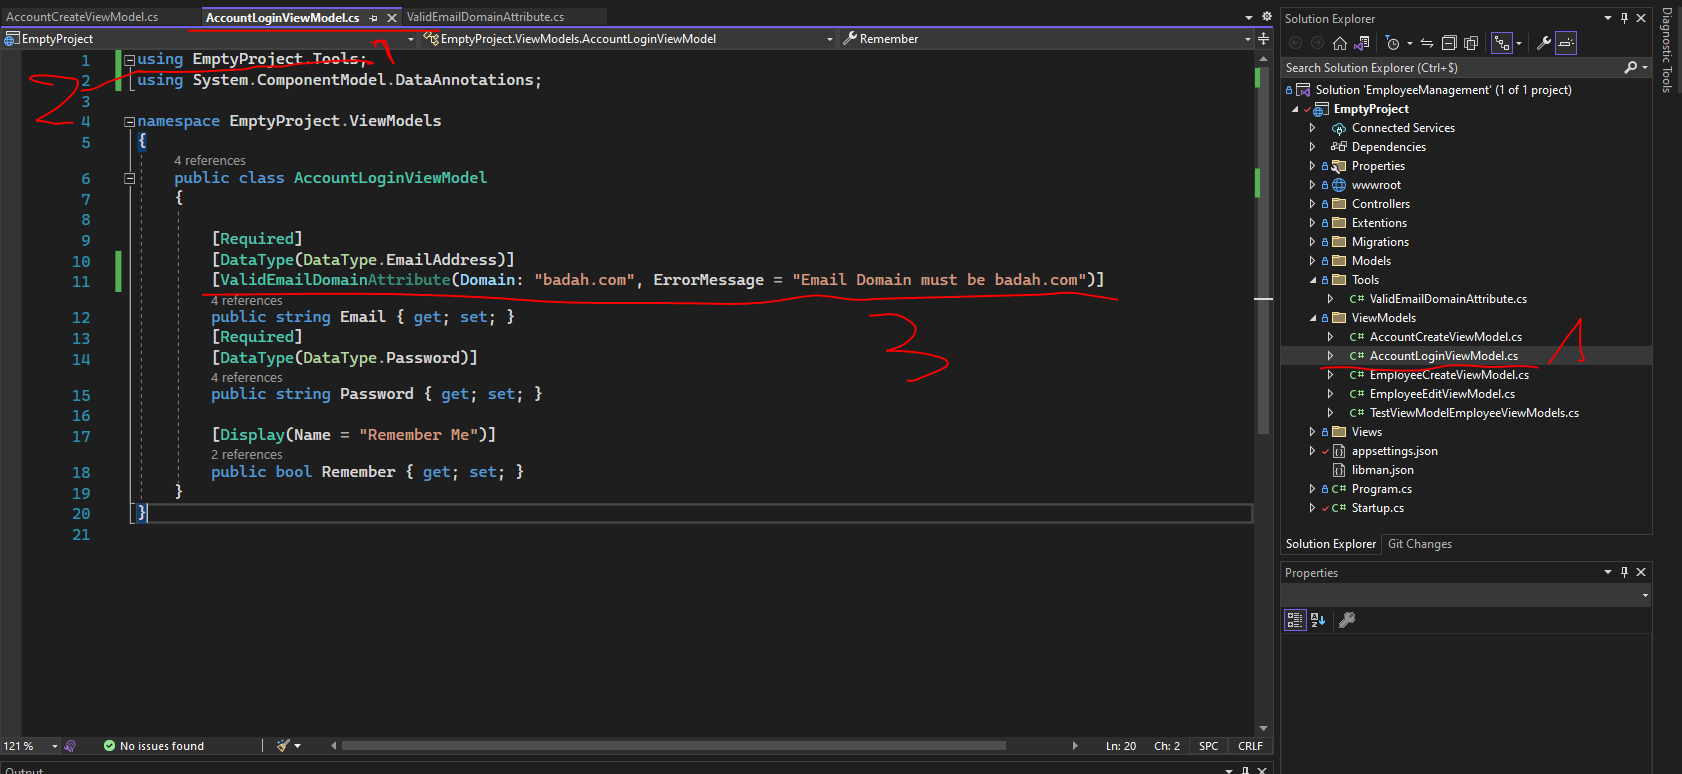 AccountCreateViewModel.cs
AccountLoginViewModel.cs
ValidEmailDomainAttribute.cs
EmptyProject
EmptyProject.ViewModels.AccountLoginViewModel
Remember
1 using EmptyProject.Tools;
2 using System.ComponentModel.DataAnnotations;
3
4 namespace EmptyProject.ViewModels
5 {
4 references
6 public class AccountLoginViewModel
7 {
8
9 [Required]
10 [DataType(DataType.EmailAddress)]
11 [ValidEmailDomainAttribute(Domain: "badah.com", ErrorMessage = "Email Domain must be badah.com")]
4 references
12 public string Email { get; set; }
13 [Required]
14 [DataType(DataType.Password)]
4 references
15 public string Password { get; set; }
16
17 [Display(Name = "Remember Me")]
2 references
18 public bool Remember { get; set; }
19 }
20 }
21
2
3
1
121 %
No issues found
Ln: 20
Ch: 2
SPC
CRLF
Output
Solution Explorer
Search Solution Explorer (Ctrl+$)
Solution 'EmployeeManagement' (1 of 1 project)
EmptyProject
Connected Services
Dependencies
Properties
wwwroot
Controllers
Extentions
Migrations
Models
Tools
C# ValidEmailDomainAttribute.cs
ViewModels
C# AccountCreateViewModel.cs
C# AccountLoginViewModel.cs
C# EmployeeCreateViewModel.cs
C# EmployeeEditViewModel.cs
C# TestViewModelEmployeeViewModels.cs
Views
appsettings.json
libman.json
C# Program.cs
C# Startup.cs
Solution Explorer
Git Changes
Properties
Diagnostic Tools